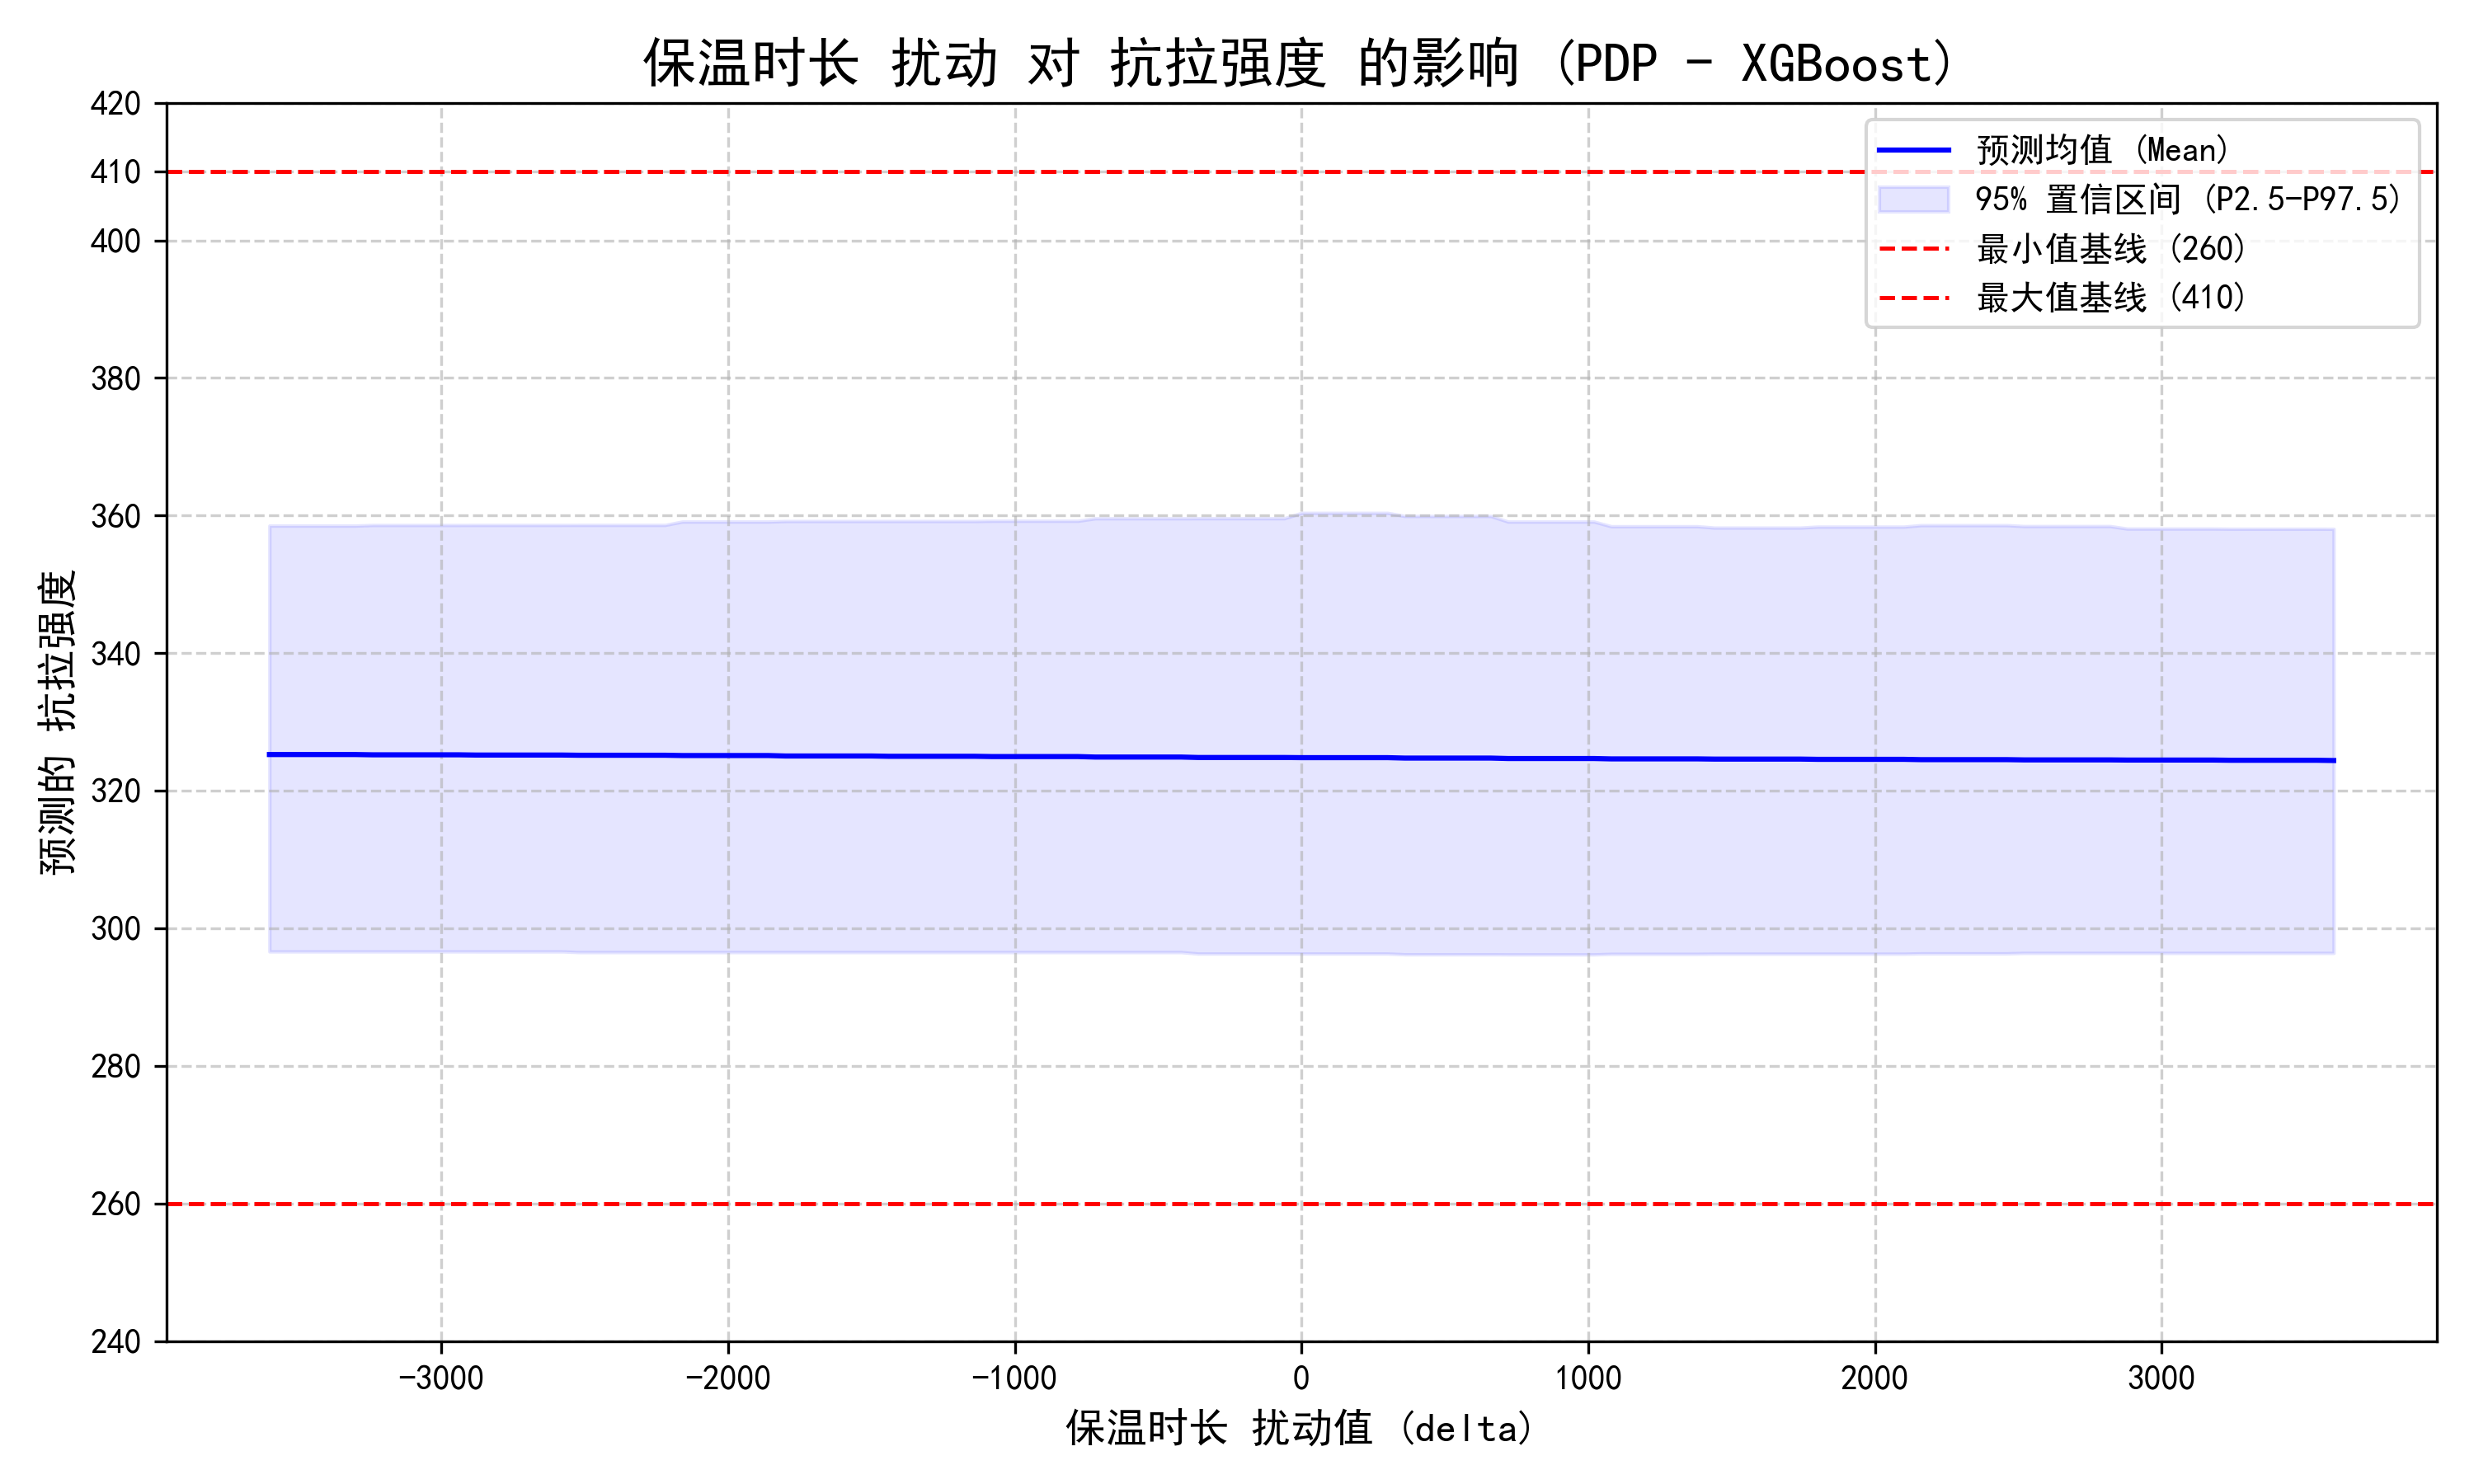 保温时长 扰动 对 抗拉强度 的影响 (PDP - XGBoost)
预测均值 (Mean)
95% 置信区间 (P2.5-P97.5)
最小值基线 (260)
最大值基线 (410)
预测的 抗拉强度
420
410
400
380
360
340
320
300
280
260
240
-3000
-2000
-1000
0
1000
2000
3000
保温时长 扰动值 (delta)